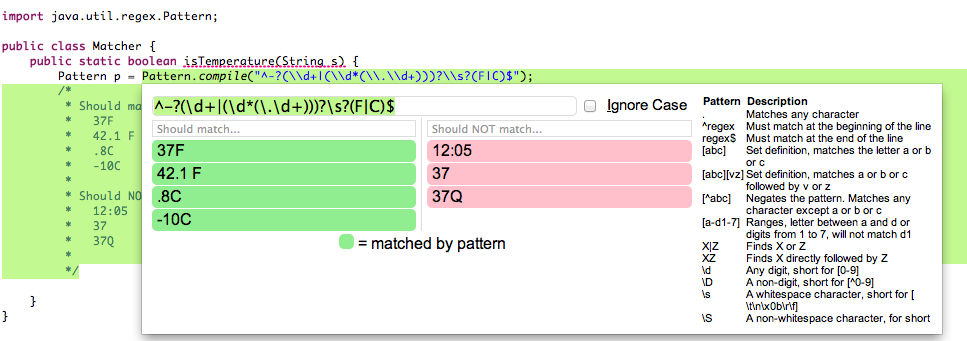 import java.util.regex.Pattern;
public class Matcher {
public static boolean isTemperature(String s) {
Pattern p = Pattern.compile("^-?(\\d+|(\\d*(\\.\\d+)))?\\s?(F|C)$");
/*
* Should ma
* 37F
* 42.1 F
* .8C
* -10C
*
* Should NO
* 12:05
* 37
* 37Q
*
*/
}
}
^-?(\d+|(\d*(\.\d+)))?\s?(F|C)$
Ignore Case
Should match...
37F
42.1 F
.8C
-10C
Should NOT match...
12:05
37
37Q
= matched by pattern
Pattern Description
. Matches any character
^regex Must match at the beginning of the line
regex$ Must match at the end of the line
[abc] Set definition, matches the letter a or b
or c
[abc][vz] Set definition, matches a or b or c
followed by v or z
[^abc] Negates the pattern. Matches any
character except a or b or c
[a-d1-7] Ranges, letter between a and d or
digits from 1 to 7, will not match d1
X|Z Finds X or Z
XZ Finds X directly followed by Z
\d Any digit, short for [0-9]
\D A non-digit, short for [^0-9]
\s A whitespace character, short for [
\t\n\x0b\r\f]
\S A non-whitespace character, for short